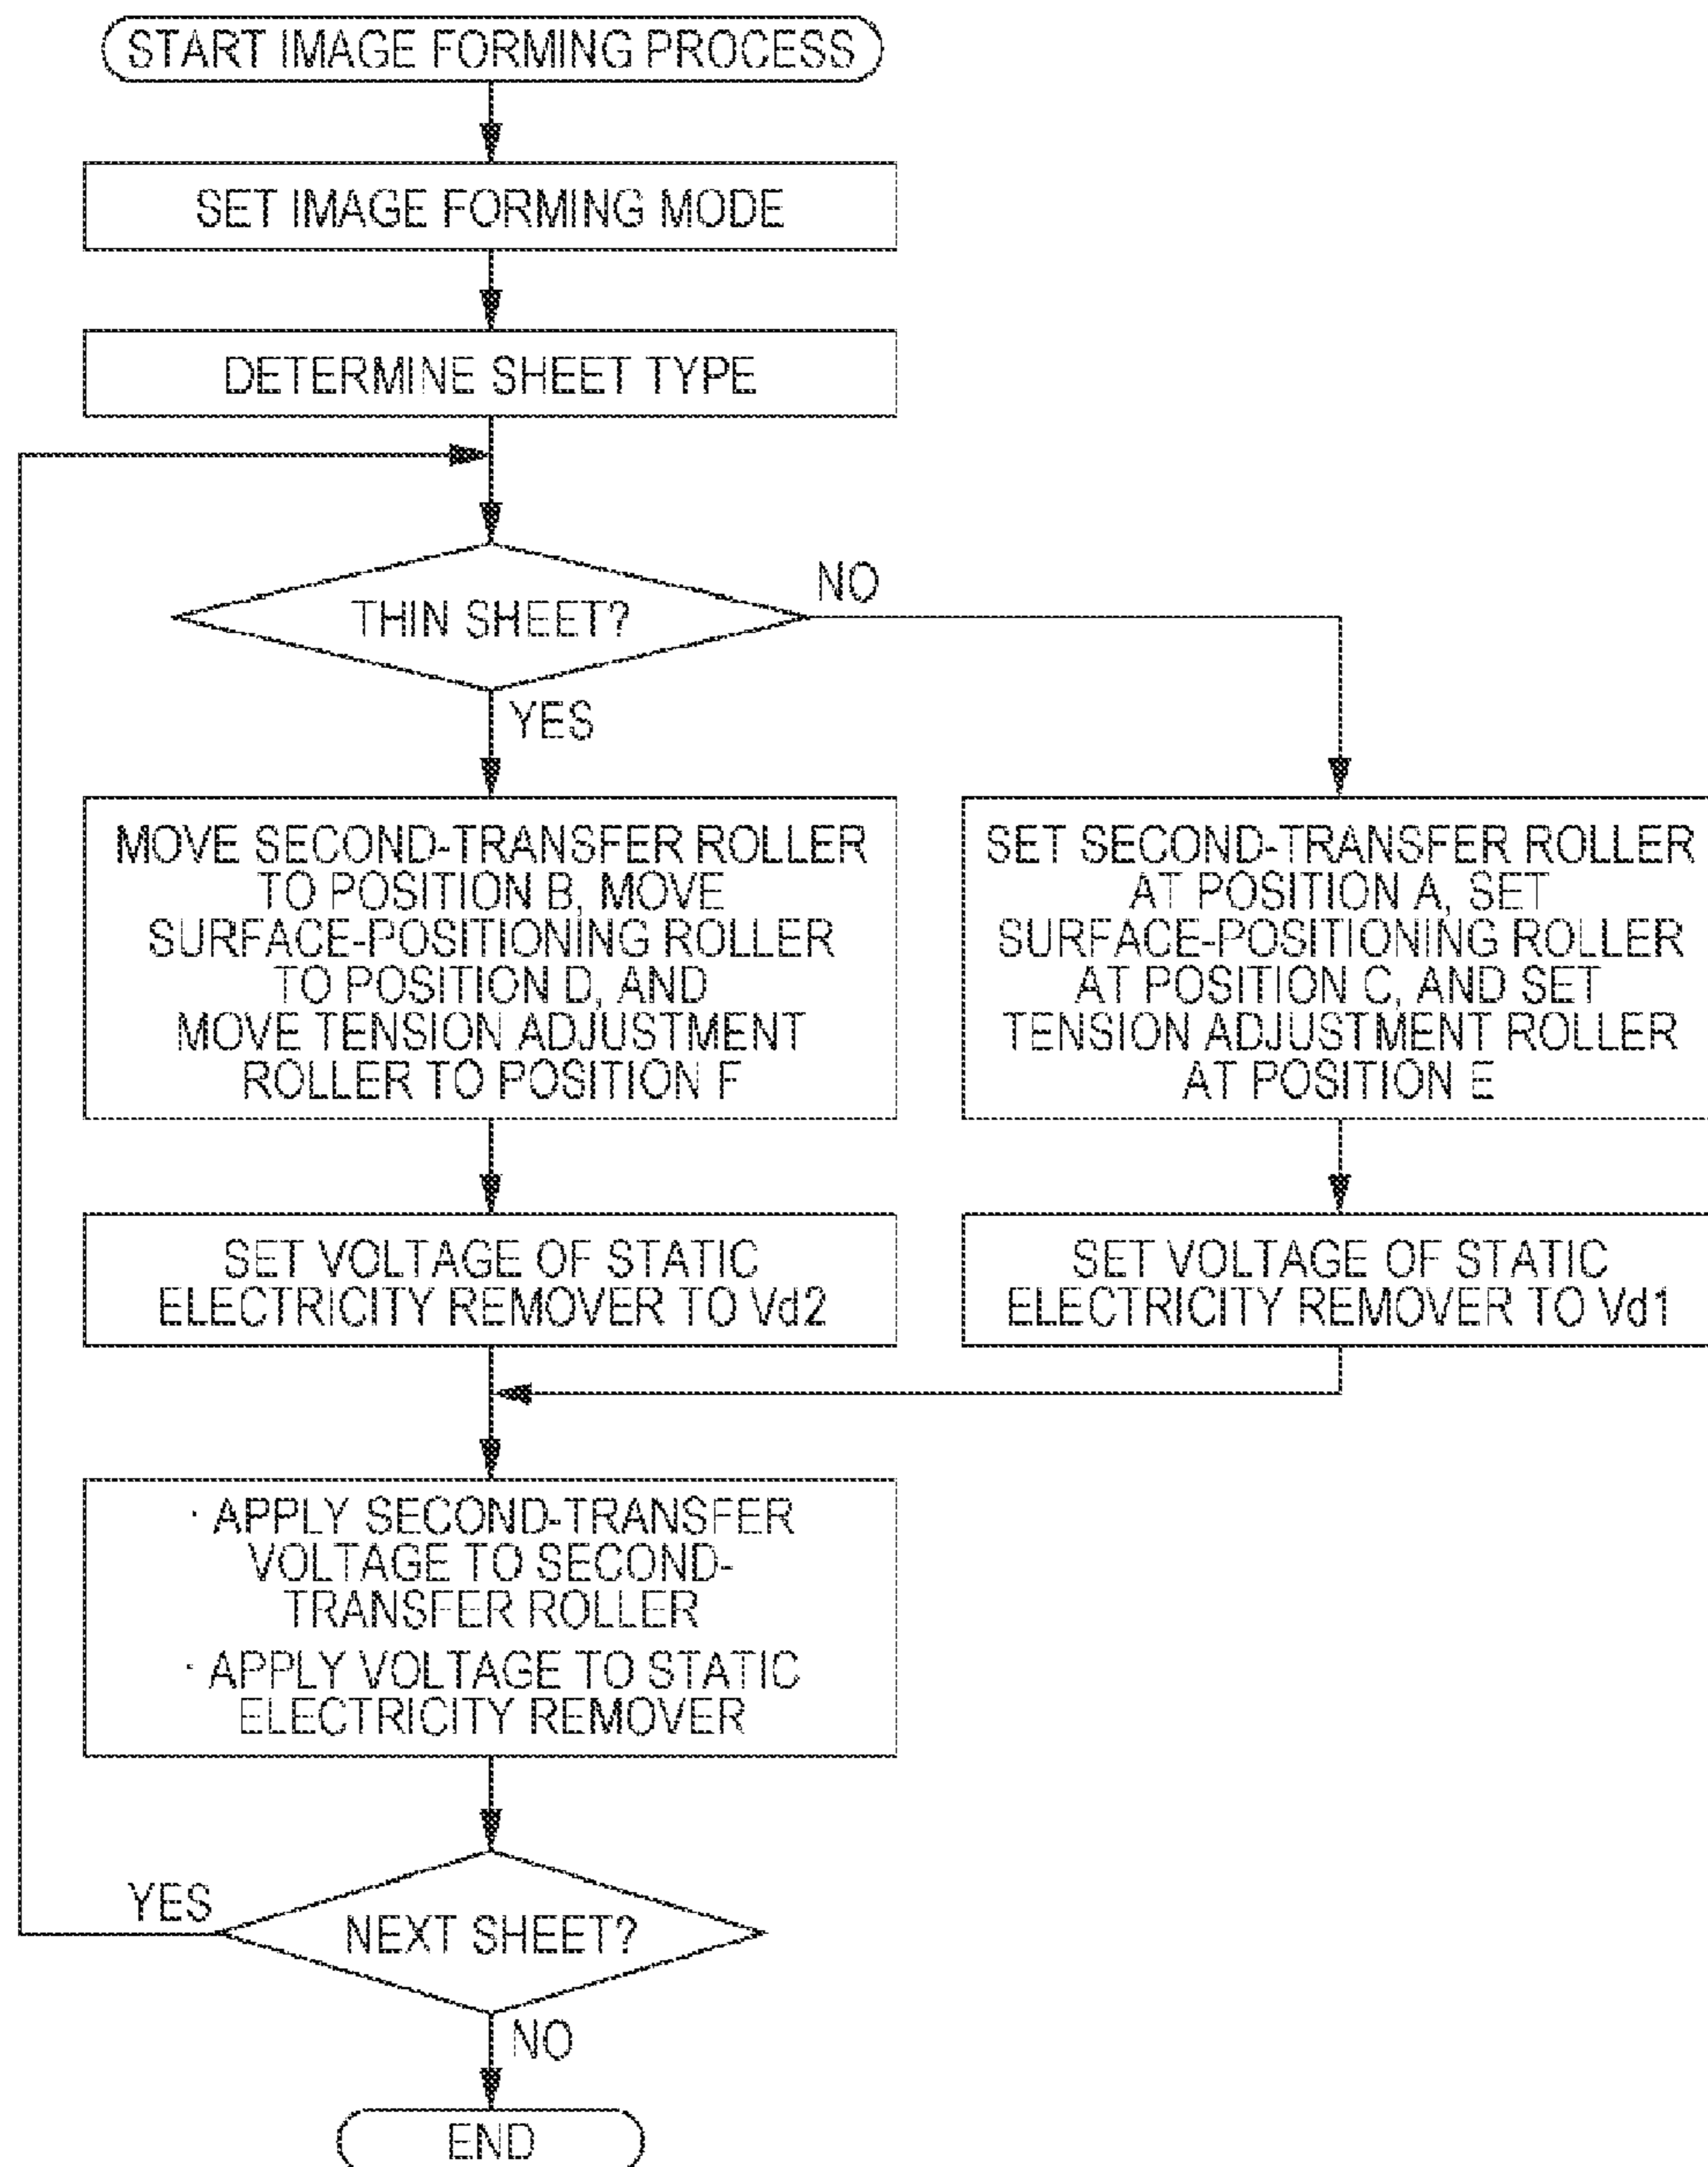 START IMAGE FORMING PROCESS
SET IMAGE FORMING MODE
DETERMINE SHEET TYPE
THIN SHEET?
NO
YES
MOVE SECOND-TRANSFER ROLLER
TO POSITION B, MOVE
SURFACE-POSITIONING ROLLER
TO POSITION D, AND
MOVE TENSION ADJUSTMENT
ROLLER TO POSITION F
SET SECOND-TRANSFER ROLLER
AT POSITION A, SET
SURFACE-POSITIONING ROLLER
AT POSITION C, AND SET
TENSION ADJUSTMENT ROLLER
AT POSITION E
SET VOLTAGE OF STATIC
ELECTRICITY REMOVER TO Vd2
SET VOLTAGE OF STATIC
ELECTRICITY REMOVER TO Vd1
· APPLY SECOND-TRANSFER
VOLTAGE TO SECOND-
TRANSFER ROLLER
· APPLY VOLTAGE TO STATIC
ELECTRICITY REMOVER
YES
NEXT SHEET?
NO
END